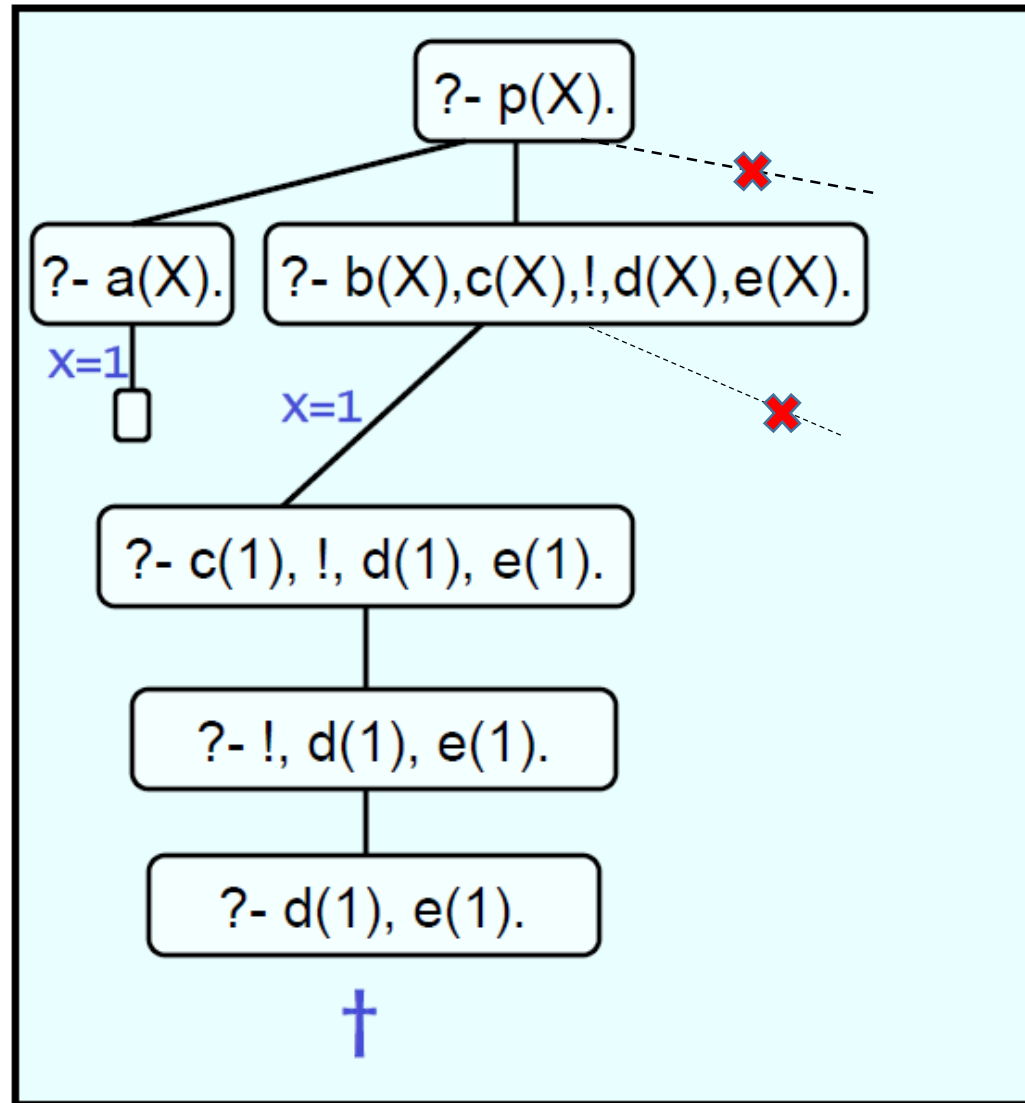 ?- p(X).
?- a(X).
?- b(X),c(X),!,d(X),e(X).
X=1
X=1
?- c(1), !, d(1), e(1).
?- !, d(1), e(1).
?- d(1), e(1).
†